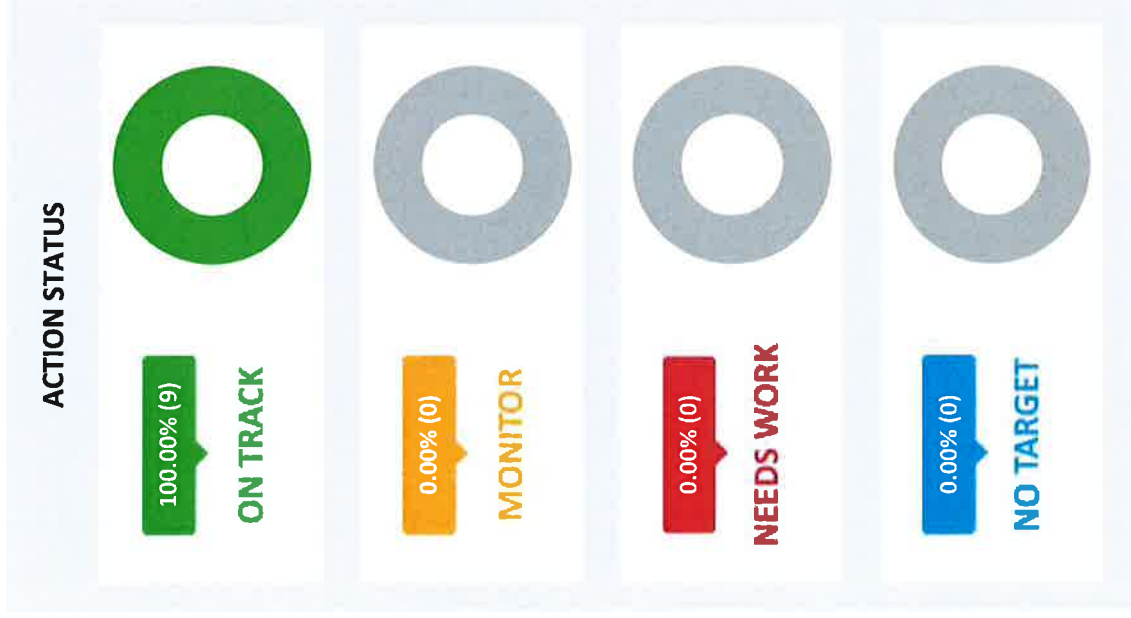 ACTION STATUS
100.00% (9)
ON TRACK
0.00% (0)
MONITOR
0.00% (0)
NEEDS WORK
0.00% (0)
NO TARGET